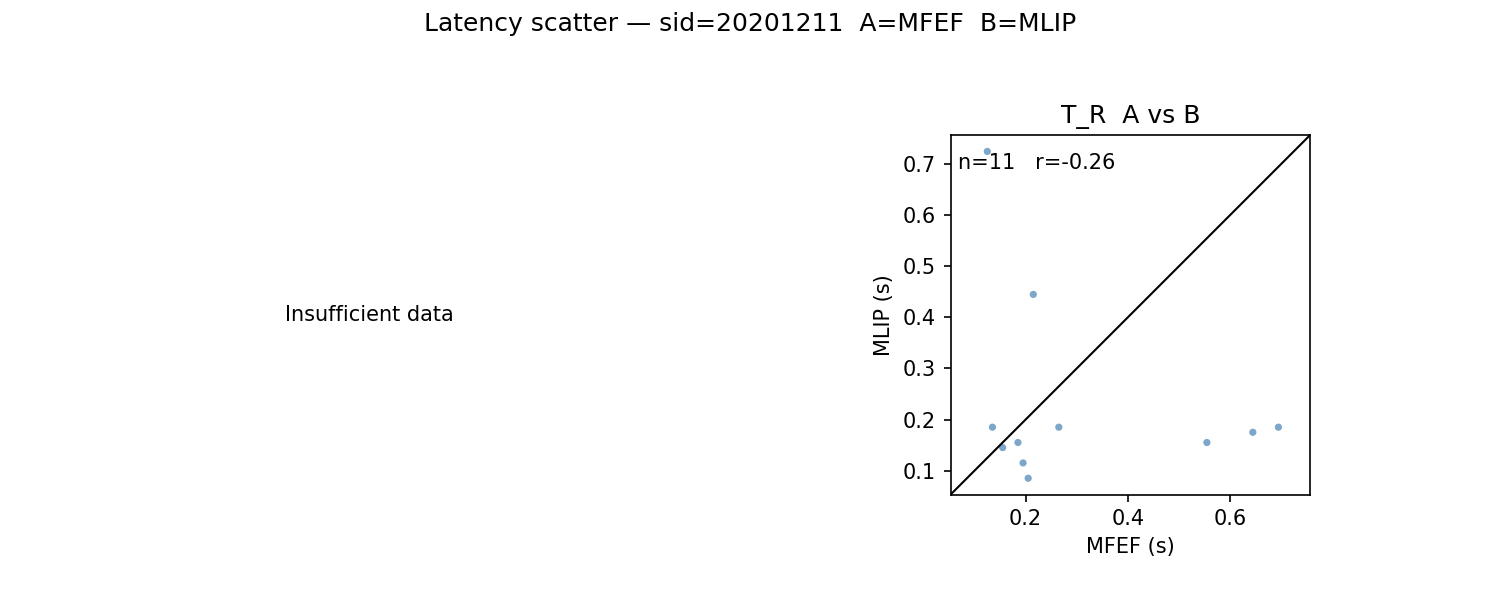 Latency scatter — sid=20201211  A=MFEF  B=MLIP
Insufficient data
T_R  A vs B
n=11   r=-0.26
MLIP (s)
0.7
0.6
0.5
0.4
0.3
0.2
0.1
0.2 0.4 0.6
MFEF (s)